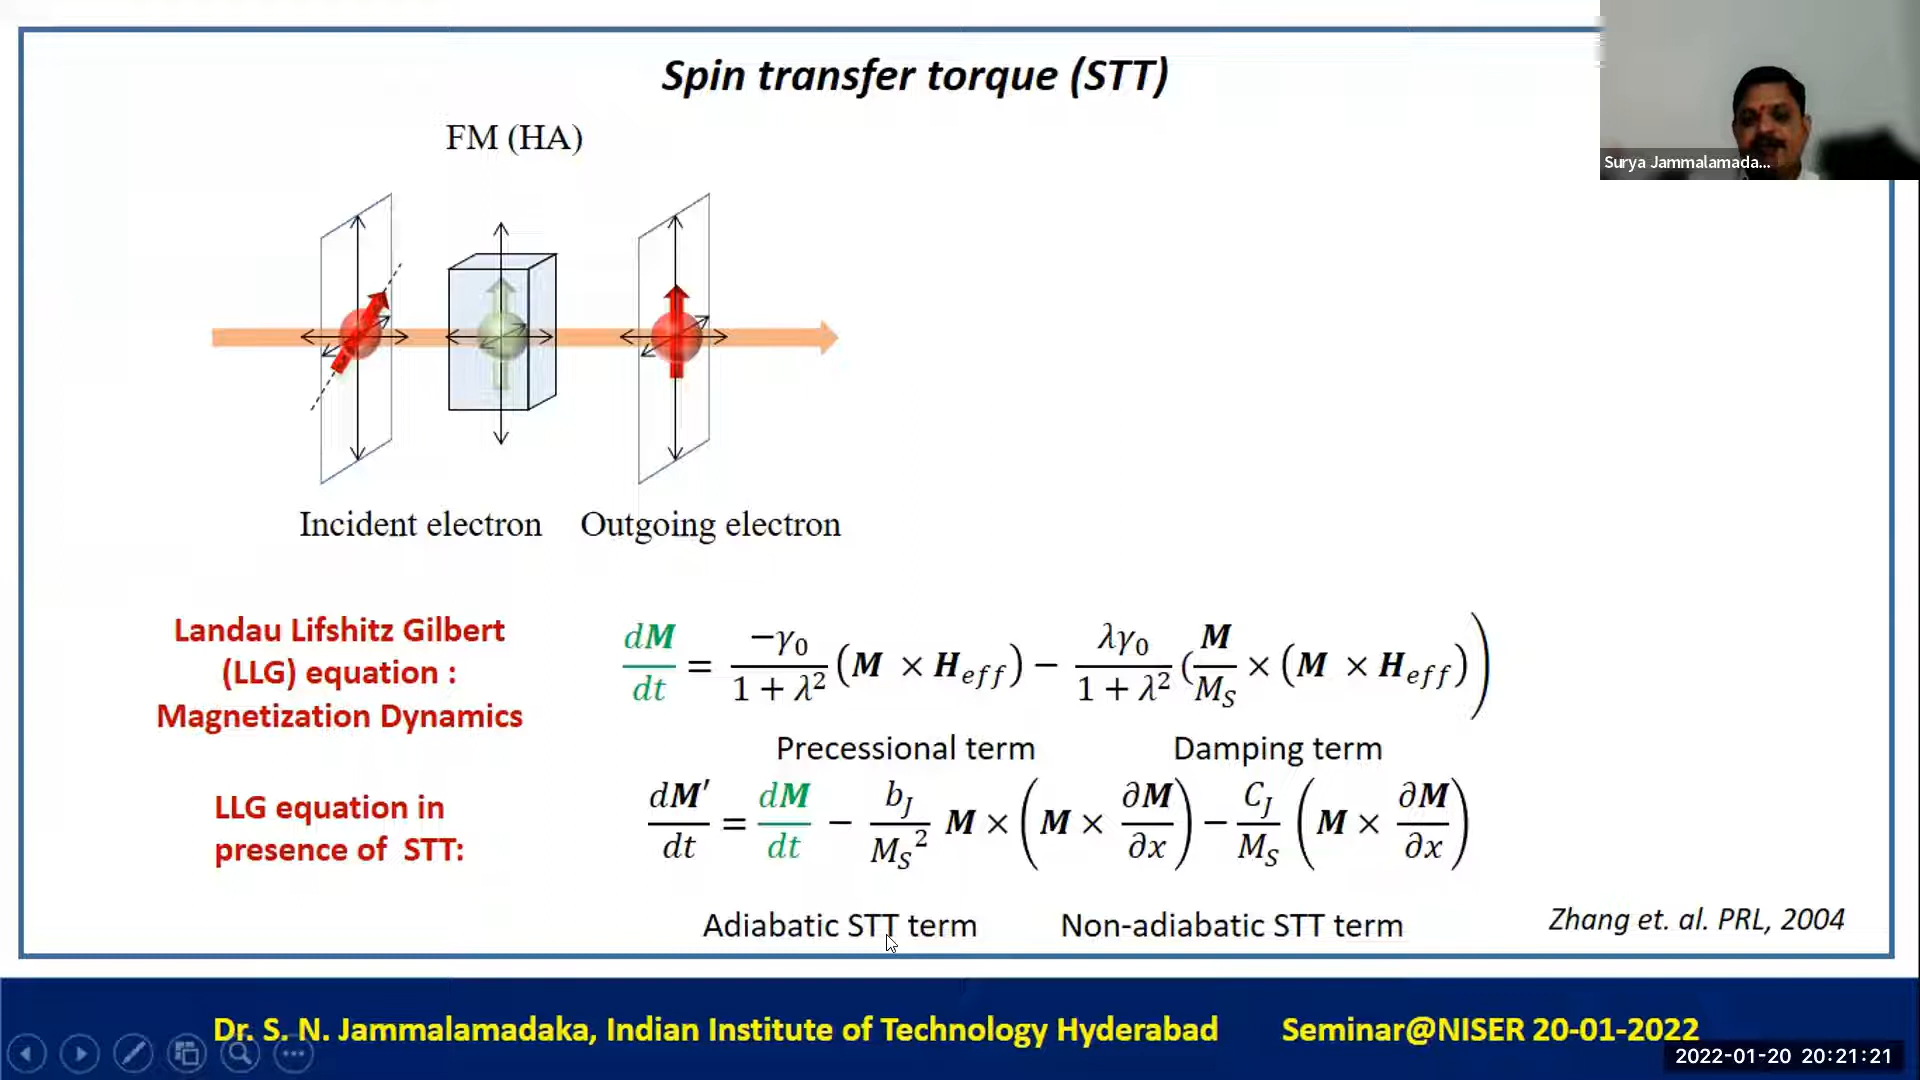 Spin transfer torque (STT)
Surya Jammalamada...
FM (HA)
Incident electron Outgoing electron
Landau Lifshitz Gilbert
(LLG) equation :
Magnetization Dynamics
dM/dt = −γ₀/(1 + λ²) (M × H_eff) − λγ₀/(1 + λ²) (M/M_S × (M × H_eff))
Precessional term Damping term
LLG equation in
presence of STT:
dM′/dt = dM/dt − b_J/M_S² M × (M × ∂M/∂x) − C_J/M_S (M × ∂M/∂x)
Adiabatic STT term Non-adiabatic STT term
Zhang et. al. PRL, 2004
Dr. S. N. Jammalamadaka, Indian Institute of Technology Hyderabad Seminar@NISER 20-01-2022
2022-01-20 20:21:21